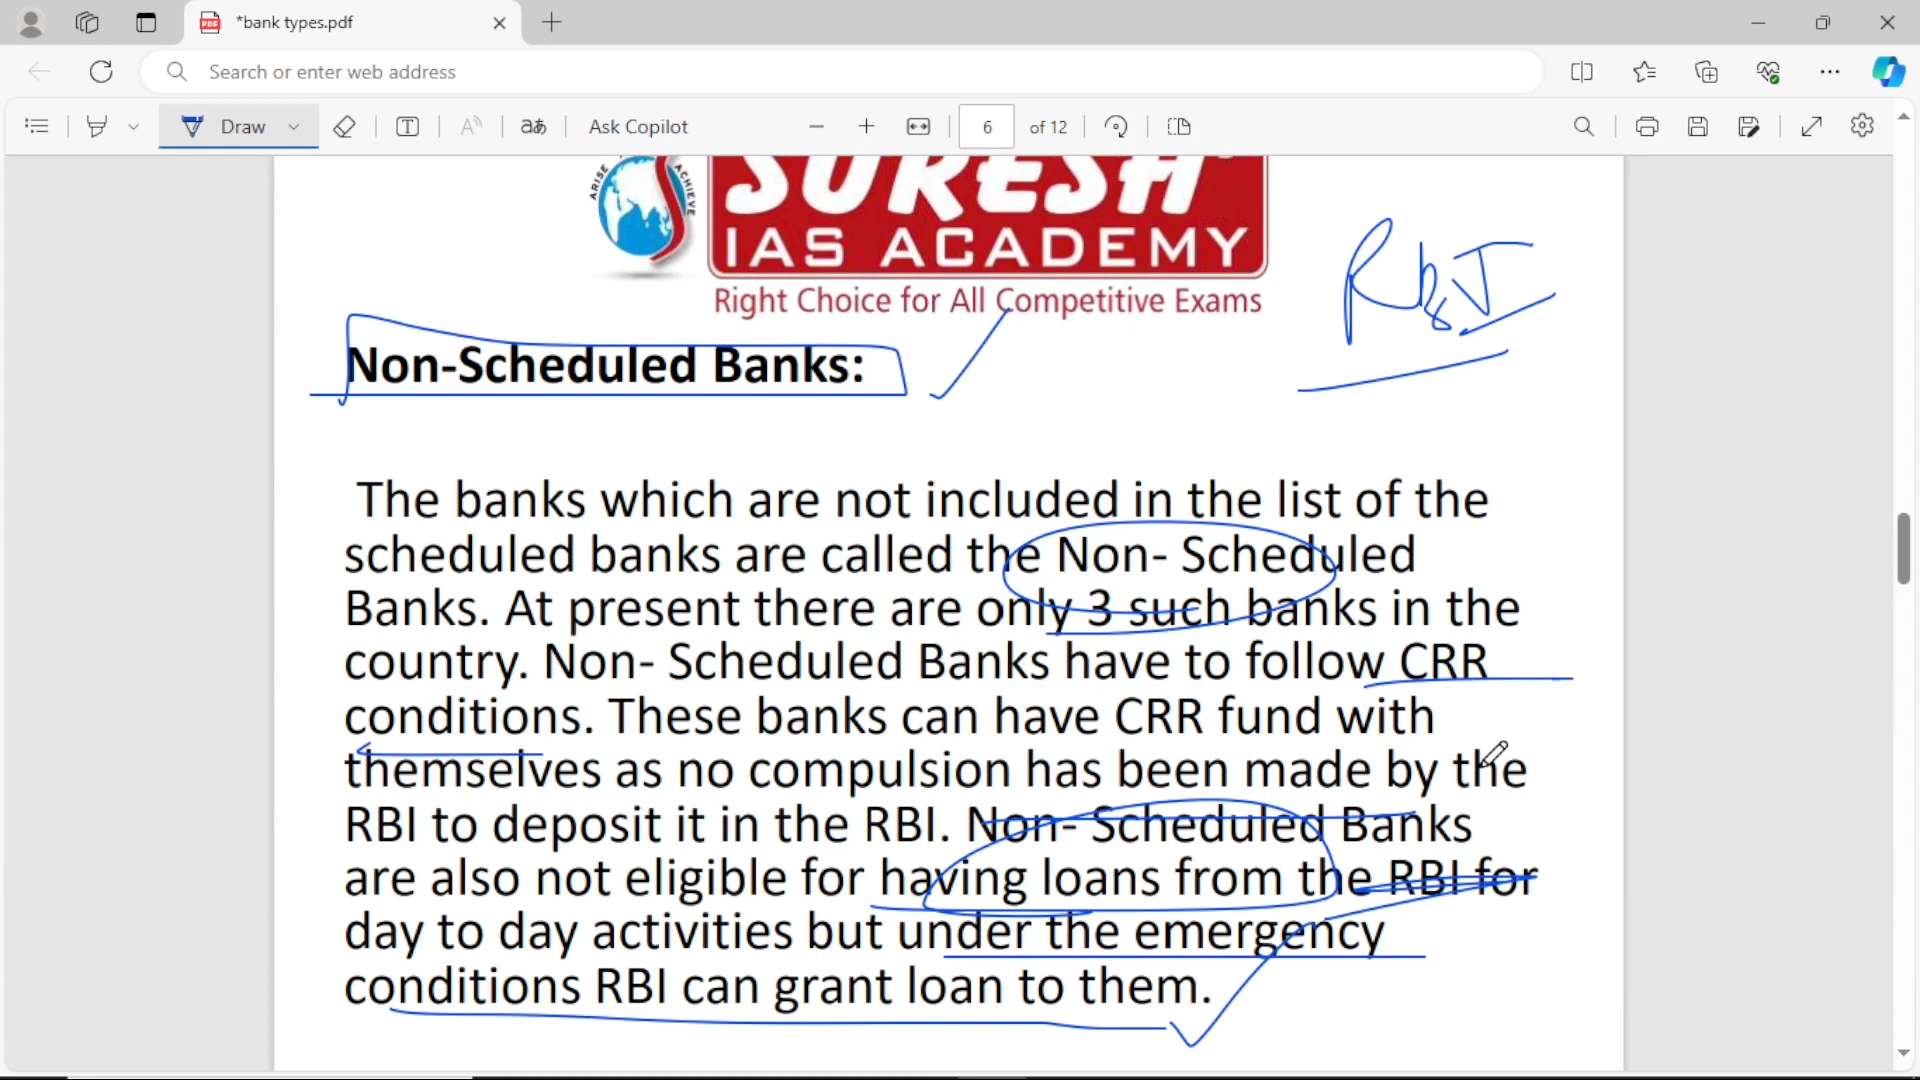 *bank types.pdf
Search or enter web address
Draw
Ask Copilot
6 of 12
ARISE ACHIEVE
SURESH
IAS ACADEMY
Right Choice for All Competitive Exams
RBI
Non-Scheduled Banks:
The banks which are not included in the list of the
scheduled banks are called the Non- Scheduled
Banks. At present there are only 3 such banks in the
country. Non- Scheduled Banks have to follow CRR
conditions. These banks can have CRR fund with
themselves as no compulsion has been made by the
RBI to deposit it in the RBI. Non- Scheduled Banks
are also not eligible for having loans from the RBI for
day to day activities but under the emergency
conditions RBI can grant loan to them.